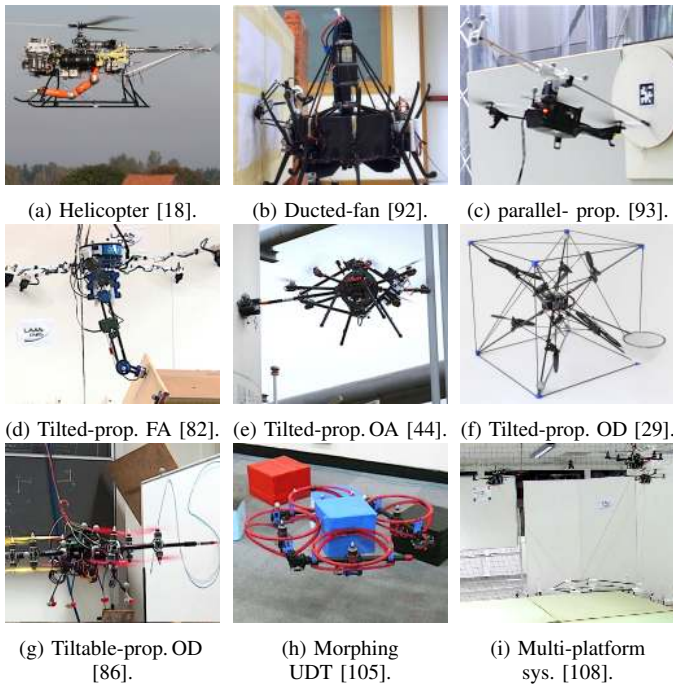 (a) Helicopter [18].
(b) Ducted-fan [92].
(c) parallel- prop. [93].
LAAS
(d) Tilted-prop. FA [82].
(e) Tilted-prop. OA [44].
(f) Tilted-prop. OD [29].
(g) Tiltable-prop. OD
[86].
(h) Morphing
UDT [105].
(i) Multi-platform
sys. [108].